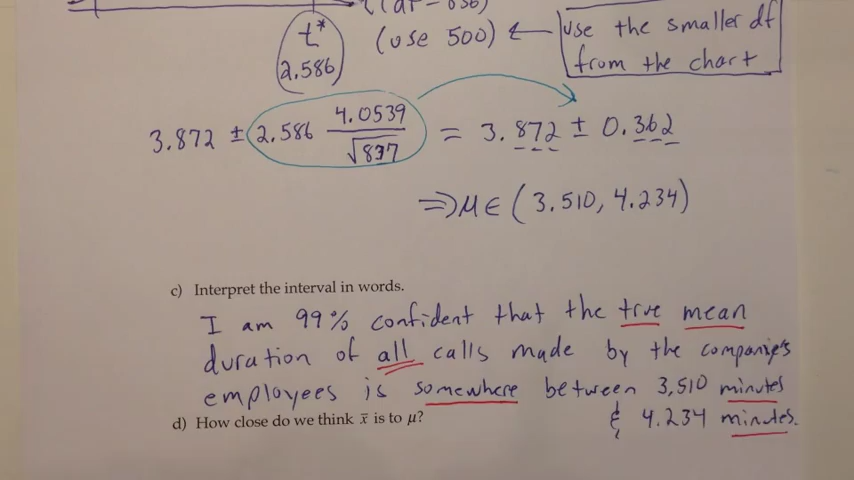 t*
2.586
(use 500) ← use the smaller df
from the chart
3.872 ± 2.586 4.0539/√837 = 3.872 ± 0.362
⇒ μ ∈ (3.510, 4.234)
c) Interpret the interval in words.
I am 99% confident that the true mean
duration of all calls made by the companie's
employees is somewhere between 3.510 minutes
& 4.234 minutes.
d) How close do we think x̄ is to μ?